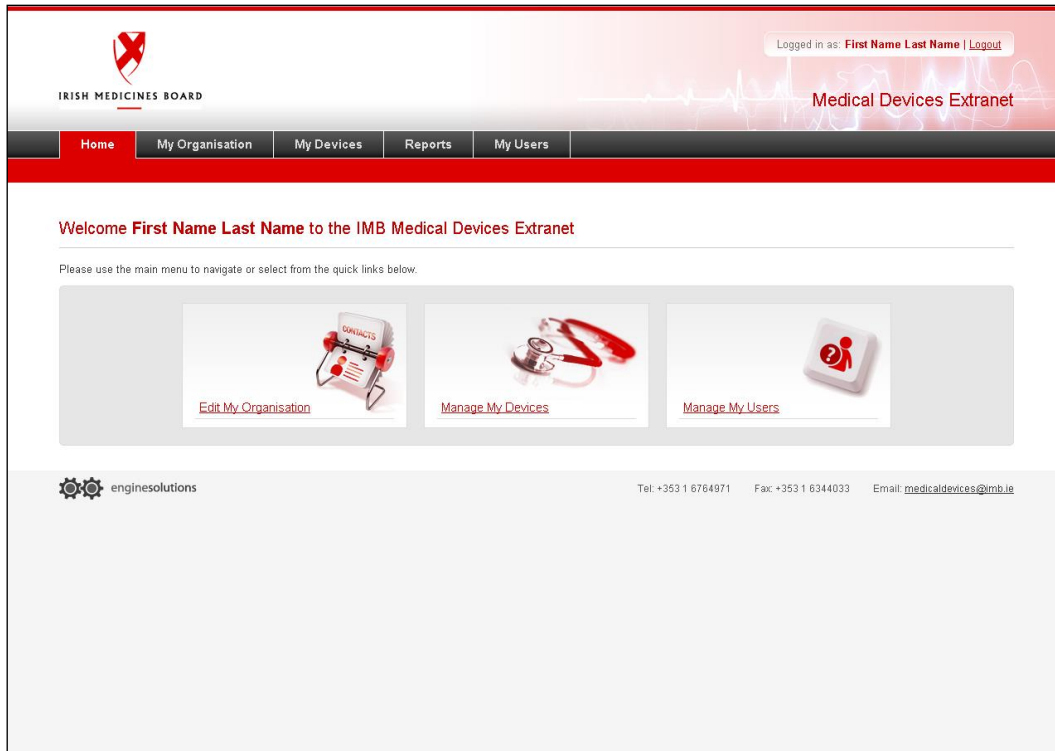 IRISH MEDICINES BOARD
Logged in as: First Name Last Name | Logout
Medical Devices Extranet
Home My Organisation My Devices Reports My Users
Welcome First Name Last Name to the IMB Medical Devices Extranet
Please use the main menu to navigate or select from the quick links below.
CONTACTS
?
Edit My Organisation Manage My Devices Manage My Users
enginesolutions Tel: +353 1 6764971 Fax: +353 1 6344033 Email: medicaldevices@imb.ie